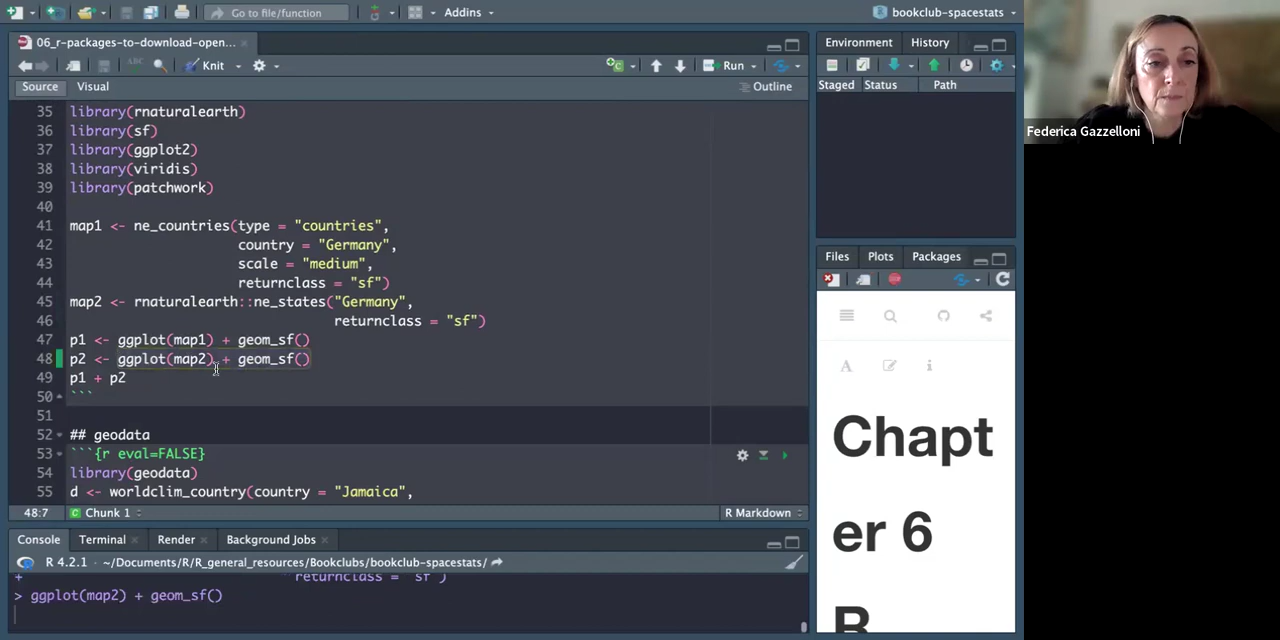 Go to file/function
Addins
bookclub-spacestats
06_r-packages-to-download-open...
Environment
History
Knit
Run
Source
Visual
Outline
Staged
Status
Path
Federica Gazzelloni
35 library(rnaturalearth)
36 library(sf)
37 library(ggplot2)
38 library(viridis)
39 library(patchwork)
40
41 map1 <- ne_countries(type = "countries",
42 country = "Germany",
43 scale = "medium",
44 returnclass = "sf")
45 map2 <- rnaturalearth::ne_states("Germany",
46 returnclass = "sf")
47 p1 <- ggplot(map1) + geom_sf()
48 p2 <- ggplot(map2) + geom_sf()
49 p1 + p2
50 ```
51
52 ## geodata
53 ```{r eval=FALSE}
54 library(geodata)
55 d <- worldclim_country(country = "Jamaica",
48:7
Chunk 1
R Markdown
Files
Plots
Packages
A
i
Chapt
er 6
R
Console
Terminal
Render
Background Jobs
R 4.2.1 · ~/Documents/R/R_general_resources/Bookclubs/bookclub-spacestats/
+ returnclass = "sf")
> ggplot(map2) + geom_sf()